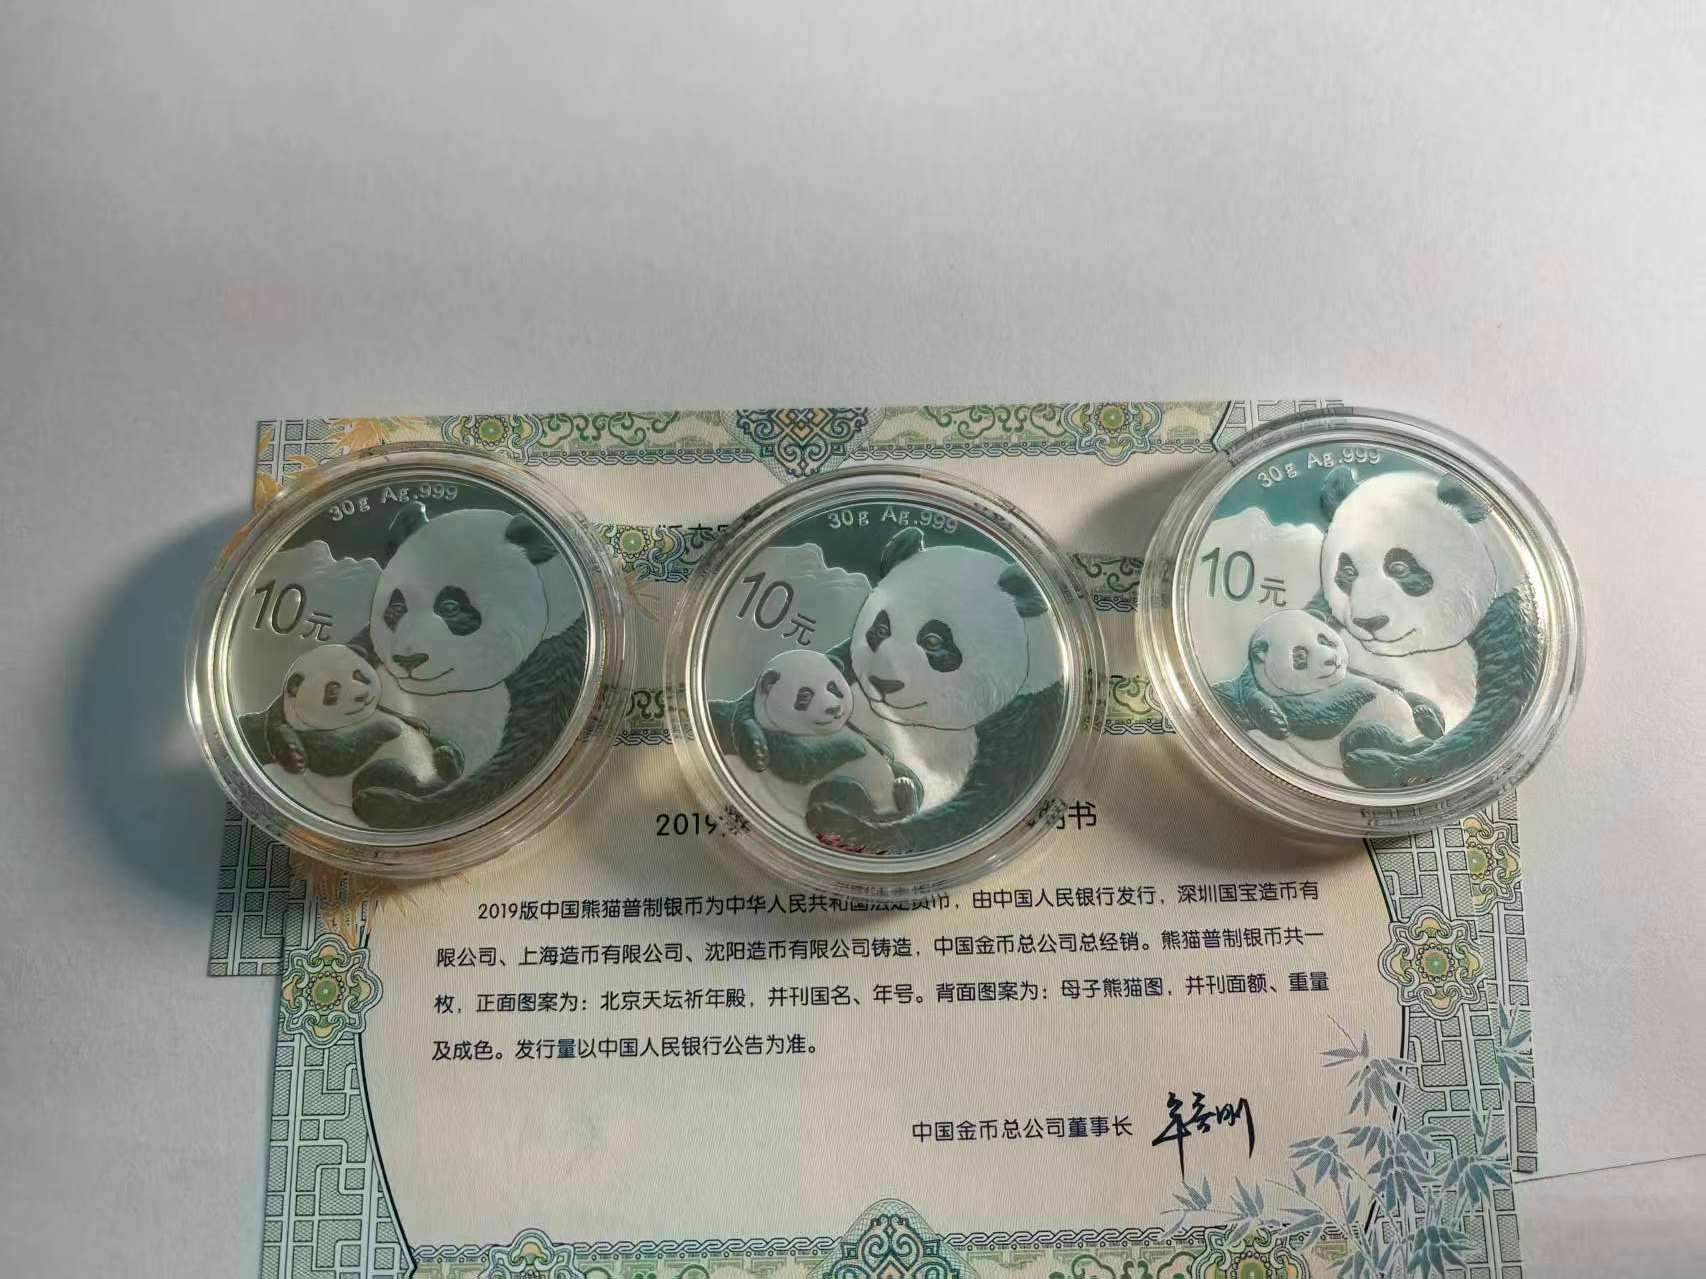 30g Ag.999
10元
30g Ag.999
10元
30g Ag.999
10元
2019 书
2019版中国熊猫普制银币为中华人民共和国法定货币，由中国人民银行发行，深圳国宝造币有
限公司、上海造币有限公司、沈阳造币有限公司铸造，中国金币总公司总经销。熊猫普制银币共一
枚，正面图案为：北京天坛祈年殿，并刊国名、年号。背面图案为：母子熊猫图，并刊面额、重量
及成色。发行量以中国人民银行公告为准。
中国金币总公司董事长